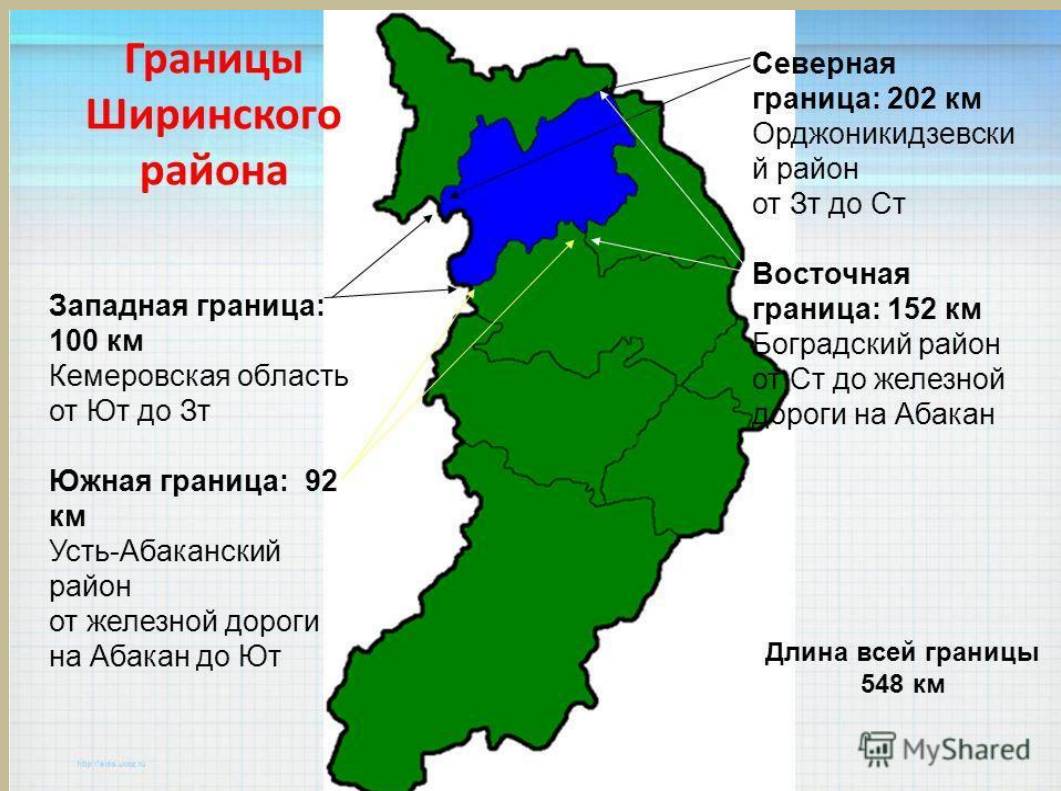 Границы
Ширинского
района
Северная
граница: 202 км
Орджоникидзевски
й район
от Зт до Ст
Восточная
граница: 152 км
Боградский район
от Ст до железной
дороги на Абакан
Западная граница:
100 км
Кемеровская область
от Ют до Зт
Южная граница: 92
км
Усть-Абаканский
район
от железной дороги
на Абакан до Ют
Длина всей границы
548 км
MyShared